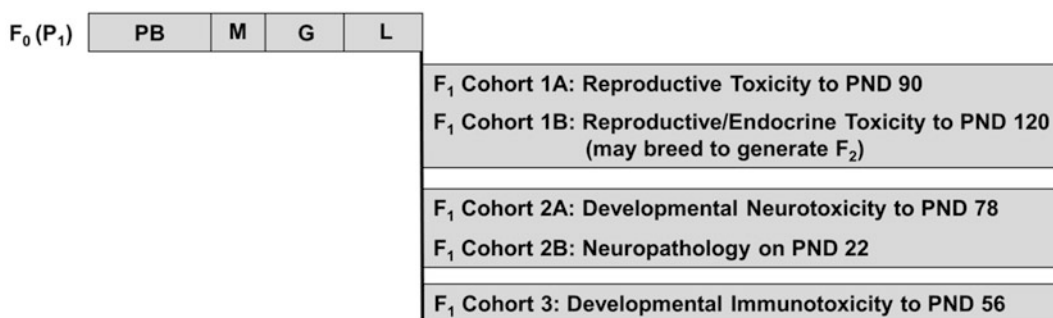 F₀ (P₁) PB M G L
F₁ Cohort 1A: Reproductive Toxicity to PND 90
F₁ Cohort 1B: Reproductive/Endocrine Toxicity to PND 120
(may breed to generate F₂)
F₁ Cohort 2A: Developmental Neurotoxicity to PND 78
F₁ Cohort 2B: Neuropathology on PND 22
F₁ Cohort 3: Developmental Immunotoxicity to PND 56